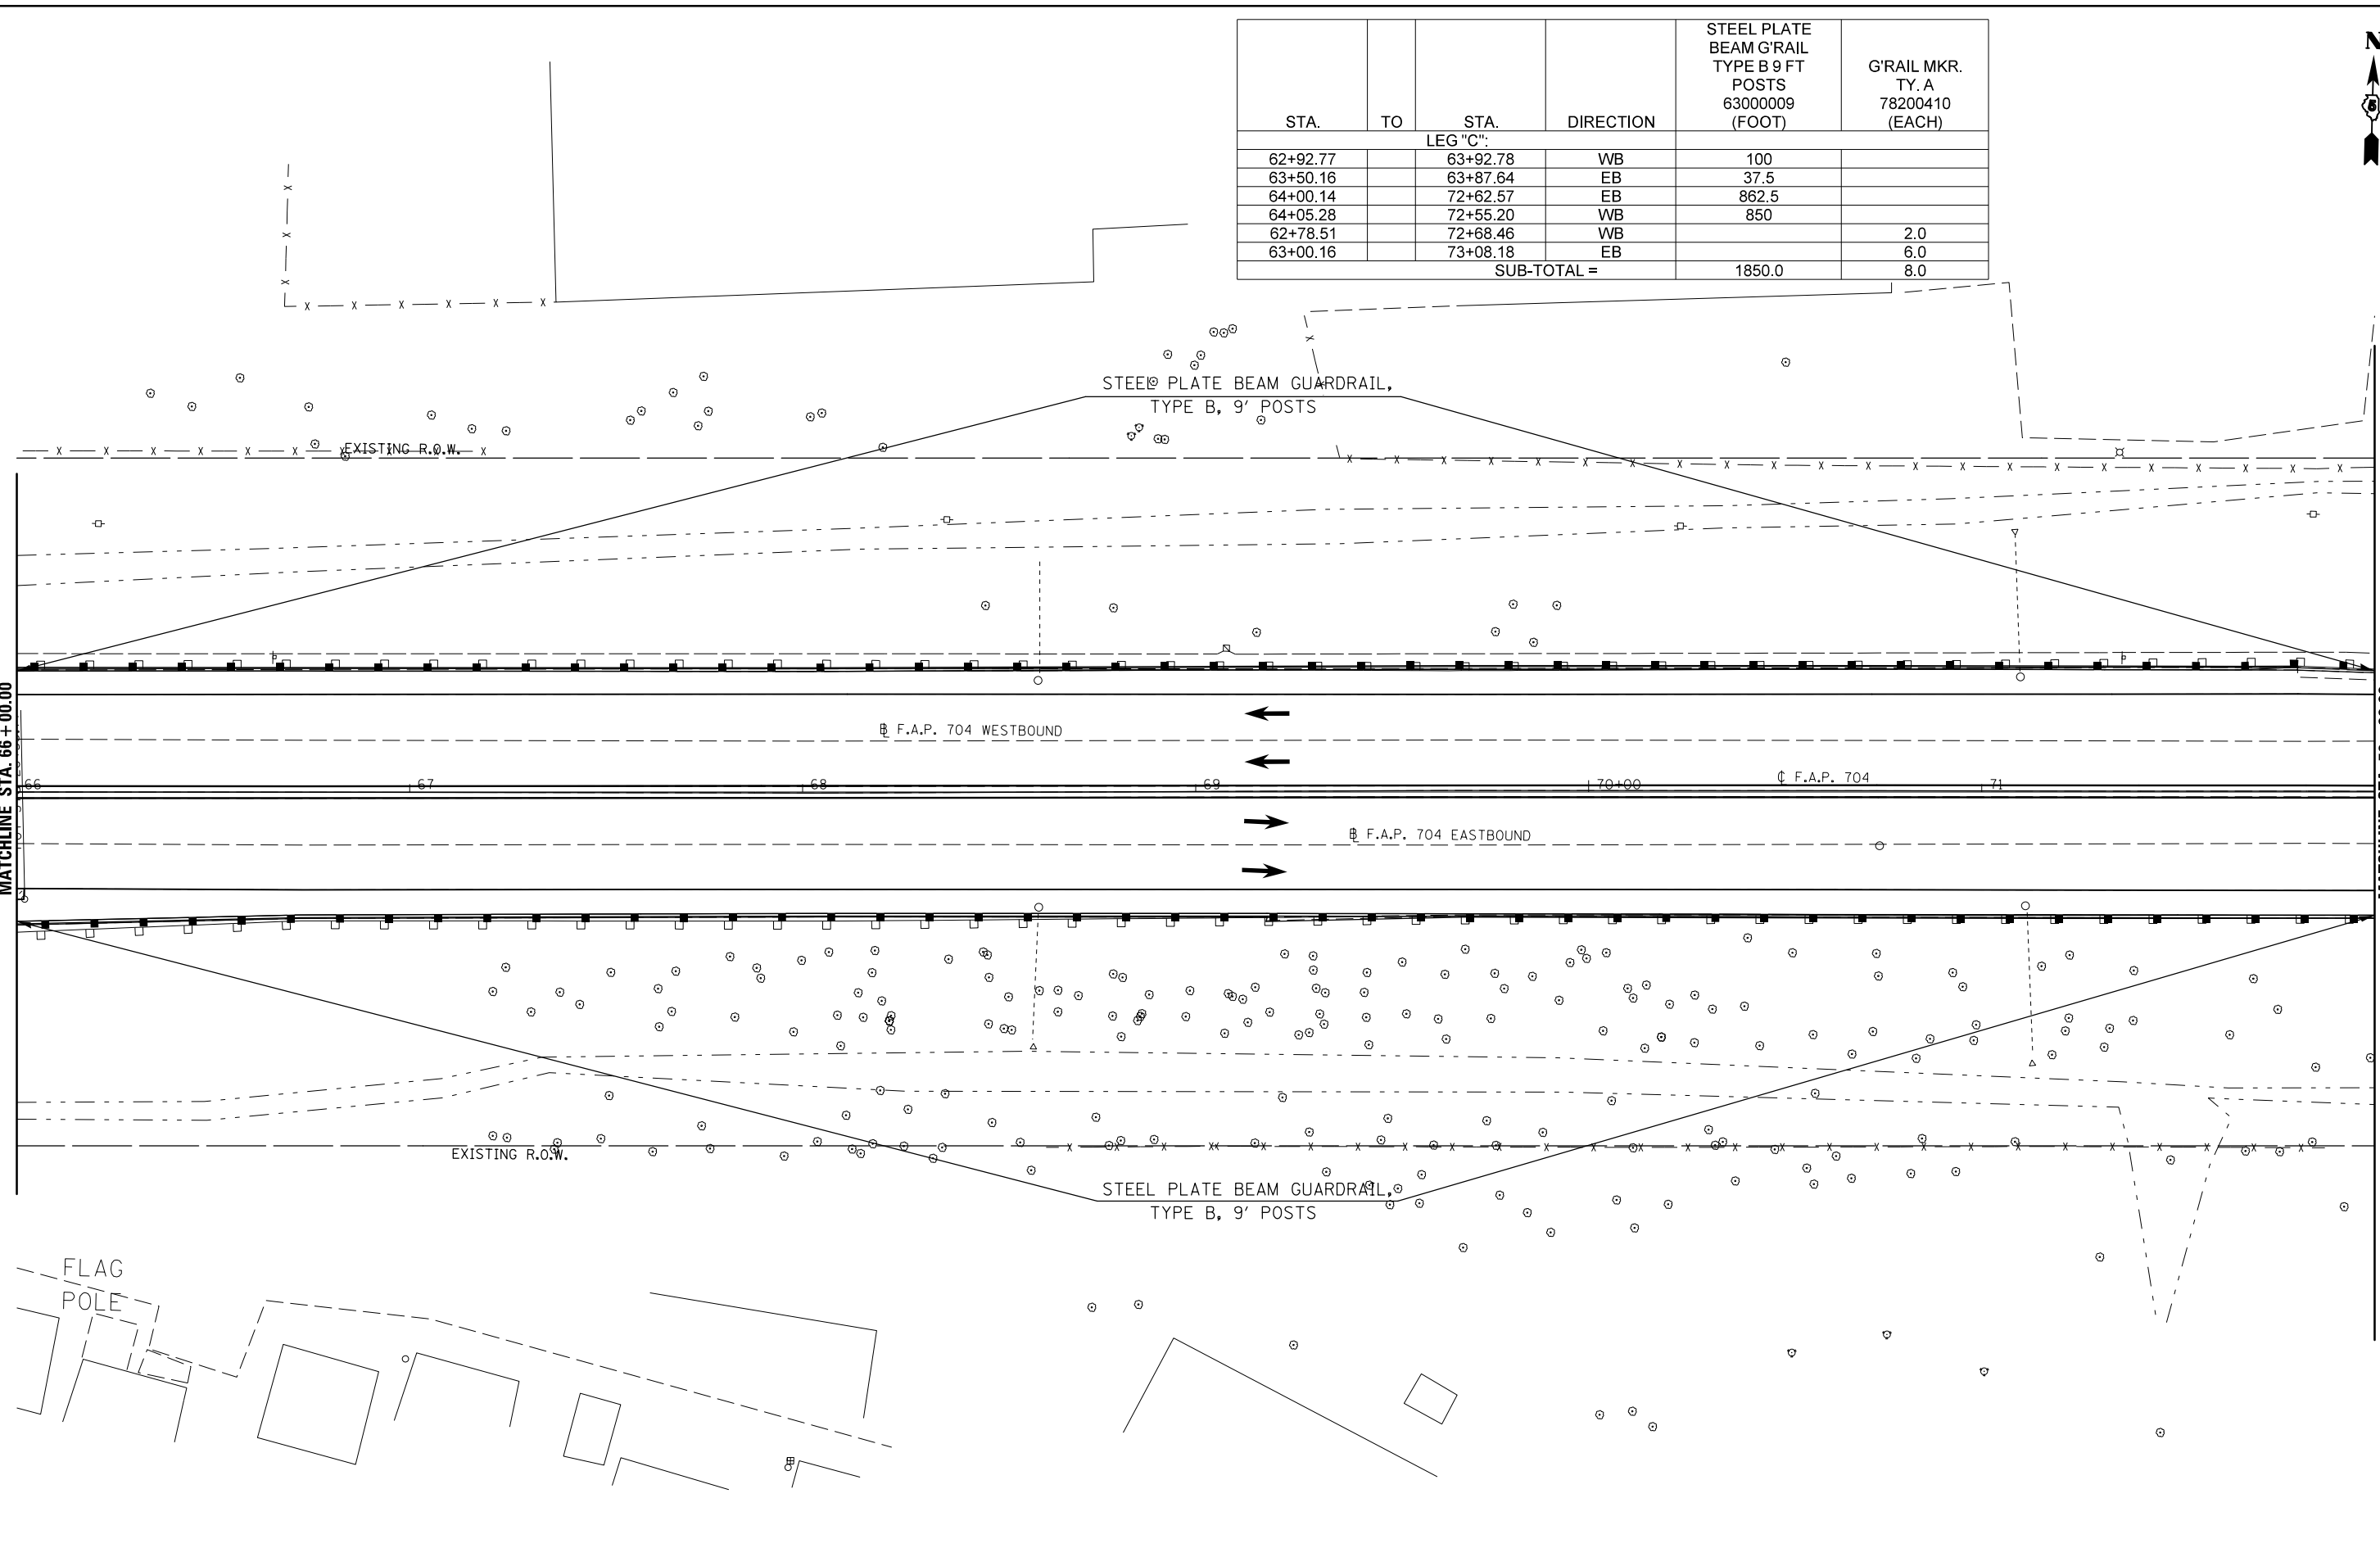 STA. TO STA. DIRECTION STEEL PLATE BEAM G'RAIL TYPE B 9 FT POSTS 63000009 (FOOT) G'RAIL MKR. TY. A 78200410 (EACH)
LEG "C":
62+92.77 63+92.78 WB 100
63+50.16 63+87.64 EB 37.5
64+00.14 72+62.57 EB 862.5
64+05.28 72+55.20 WB 850
62+78.51 72+68.46 WB 2.0
63+00.16 73+08.18 EB 6.0
SUB-TOTAL = 1850.0 8.0
N
STEEL PLATE BEAM GUARDRAIL,
TYPE B, 9' POSTS
EXISTING R.O.W.
MATCHLINE STA. 66+00.00
B F.A.P. 704 WESTBOUND
66 67 68 69 70+00 71
C F.A.P. 704
B F.A.P. 704 EASTBOUND
EXISTING R.O.W.
STEEL PLATE BEAM GUARDRAIL,
TYPE B, 9' POSTS
FLAG
POLE